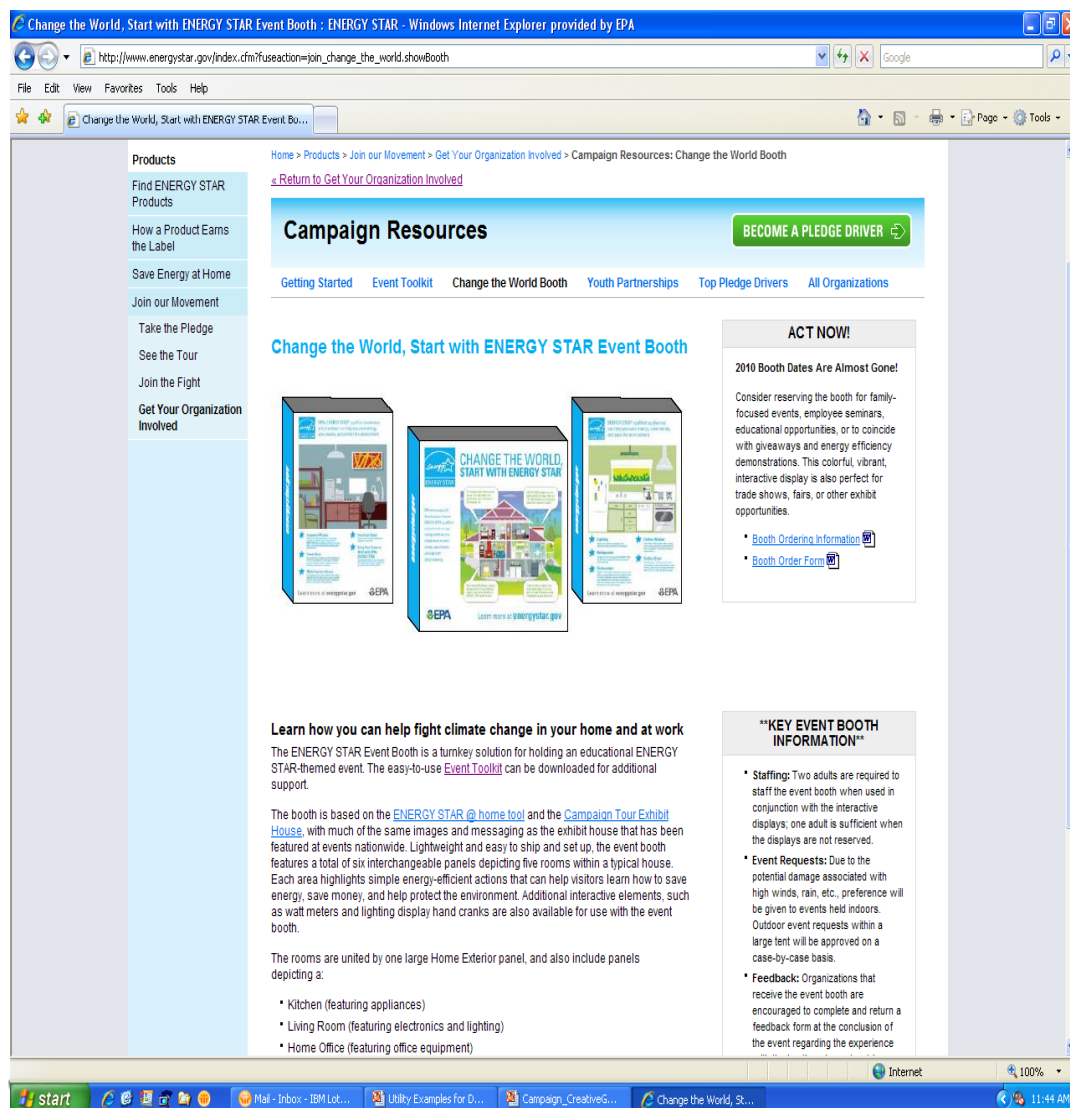 Change the World, Start with ENERGY STAR Event Booth : ENERGY STAR - Windows Internet Explorer provided by EPA
http://www.energystar.gov/index.cfm?fuseaction=join_change_the_world.showBooth
Google
File Edit View Favorites Tools Help
Change the World, Start with ENERGY STAR Event Bo...
Page
Tools
Products
Find ENERGY STAR
Products
How a Product Earns
the Label
Save Energy at Home
Join our Movement
Take the Pledge
See the Tour
Join the Fight
Get Your Organization
Involved
Home > Products > Join our Movement > Get Your Organization Involved > Campaign Resources: Change the World Booth
« Return to Get Your Organization Involved
Campaign Resources
BECOME A PLEDGE DRIVER
Getting Started Event Toolkit Change the World Booth Youth Partnerships Top Pledge Drivers All Organizations
Change the World, Start with ENERGY STAR Event Booth
energystar.gov
Learn more at energystar.gov
EPA
CHANGE THE WORLD,
START WITH ENERGY STAR
ENERGY STAR
energystar.gov
EPA
Learn more at energystar.gov
energystar.gov
Learn more at energystar.gov
EPA
Learn how you can help fight climate change in your home and at work
The ENERGY STAR Event Booth is a turnkey solution for holding an educational ENERGY
STAR-themed event. The easy-to-use Event Toolkit can be downloaded for additional
support.
The booth is based on the ENERGY STAR @ home tool and the Campaign Tour Exhibit
House, with much of the same images and messaging as the exhibit house that has been
featured at events nationwide. Lightweight and easy to ship and set up, the event booth
features a total of six interchangeable panels depicting five rooms within a typical house.
Each area highlights simple energy-efficient actions that can help visitors learn how to save
energy, save money, and help protect the environment. Additional interactive elements, such
as watt meters and lighting display hand cranks are also available for use with the event
booth.
The rooms are united by one large Home Exterior panel, and also include panels
depicting a:
▪ Kitchen (featuring appliances)
▪ Living Room (featuring electronics and lighting)
▪ Home Office (featuring office equipment)
ACT NOW!
2010 Booth Dates Are Almost Gone!
Consider reserving the booth for family-
focused events, employee seminars,
educational opportunities, or to coincide
with giveaways and energy efficiency
demonstrations. This colorful, vibrant,
interactive display is also perfect for
trade shows, fairs, or other exhibit
opportunities.
▪ Booth Ordering Information
▪ Booth Order Form
**KEY EVENT BOOTH
INFORMATION**
▪ Staffing: Two adults are required to
staff the event booth when used in
conjunction with the interactive
displays; one adult is sufficient when
the displays are not reserved.
▪ Event Requests: Due to the
potential damage associated with
high winds, rain, etc., preference will
be given to events held indoors.
Outdoor event requests within a
large tent will be approved on a
case-by-case basis.
▪ Feedback: Organizations that
receive the event booth are
encouraged to complete and return a
feedback form at the conclusion of
the event regarding the experience
Internet
100%
start
Mail - Inbox - IBM Lot...
Utility Examples for D...
Campaign_CreativeG...
Change the World, St...
11:44 AM